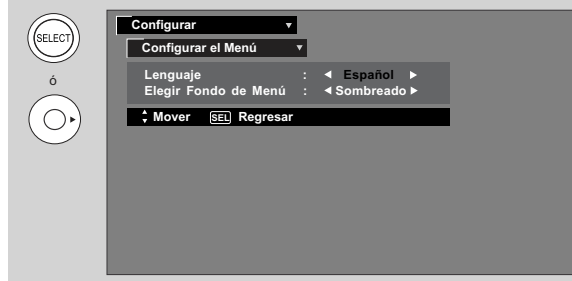 SELECT
ó
Configurar
Configurar el Menú
Lenguaje : Español
Elegir Fondo de Menú : Sombreado
Mover SEL Regresar